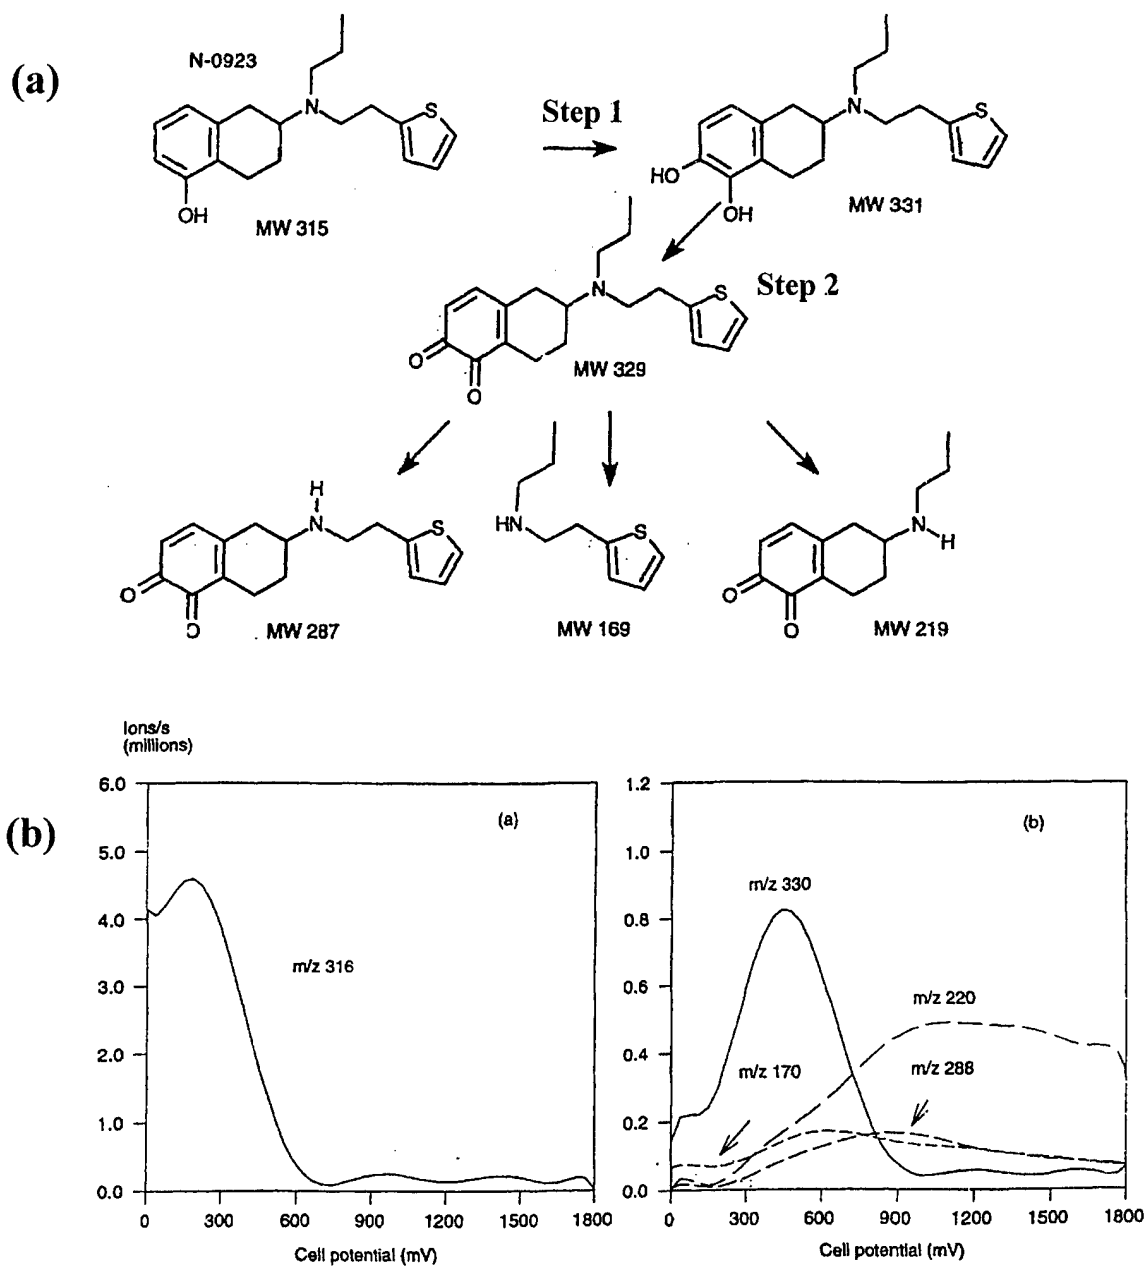 (a)
N-0923
N
S
OH
MW 315
Step 1
N
S
HO
OH
MW 331
N
S
O
O
MW 329
Step 2
H
N
S
O
O
MW 287
HN
S
MW 169
N
H
O
O
MW 219
(b)
Ions/s
(millions)
6.0
5.0
4.0
3.0
2.0
1.0
0.0
(a)
m/z 316
0 300 600 900 1200 1500 1800
Cell potential (mV)
1.2
1.0
0.8
0.6
0.4
0.2
0.0
(b)
m/z 330
m/z 220
m/z 170
m/z 288
0 300 600 900 1200 1500 1800
Cell potential (mV)